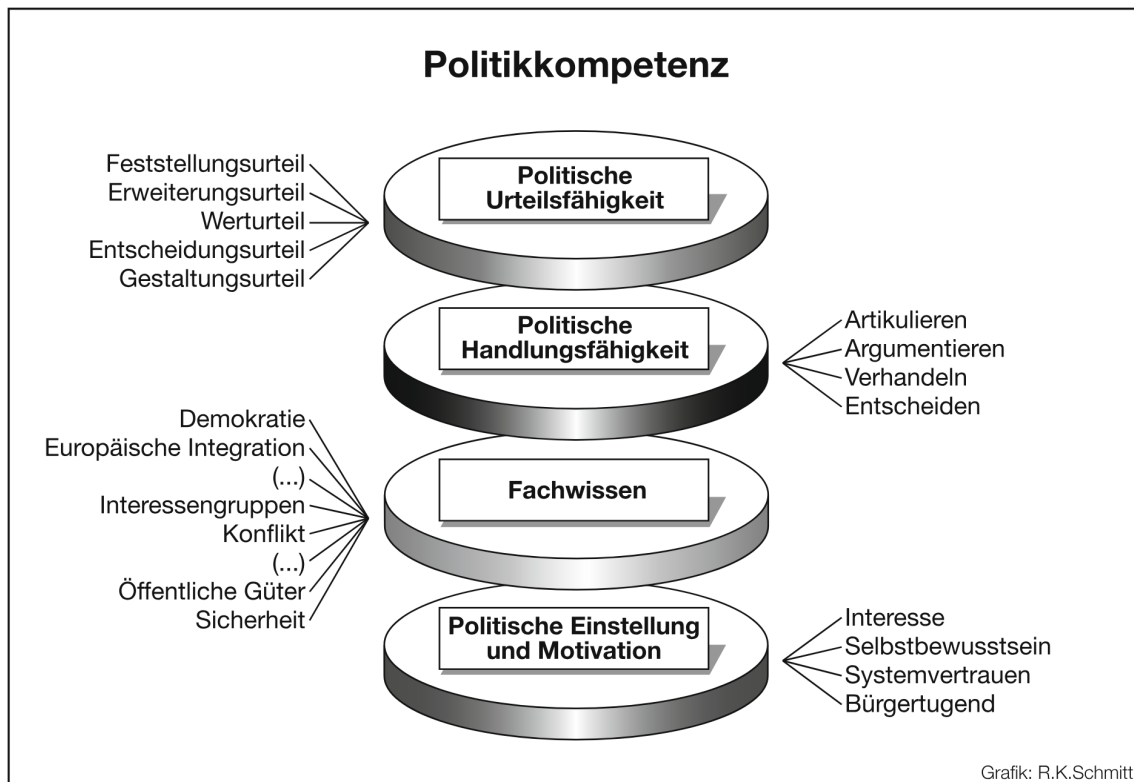 Politikkompetenz
Feststellungsurteil
Erweiterungsurteil
Werturteil
Entscheidungsurteil
Gestaltungsurteil
Politische
Urteilsfähigkeit
Politische
Handlungsfähigkeit
Artikulieren
Argumentieren
Verhandeln
Entscheiden
Demokratie
Europäische Integration
(...)
Interessengruppen
Konflikt
(...)
Öffentliche Güter
Sicherheit
Fachwissen
Politische Einstellung
und Motivation
Interesse
Selbstbewusstsein
Systemvertrauen
Bürgertugend
Grafik: R.K.Schmitt